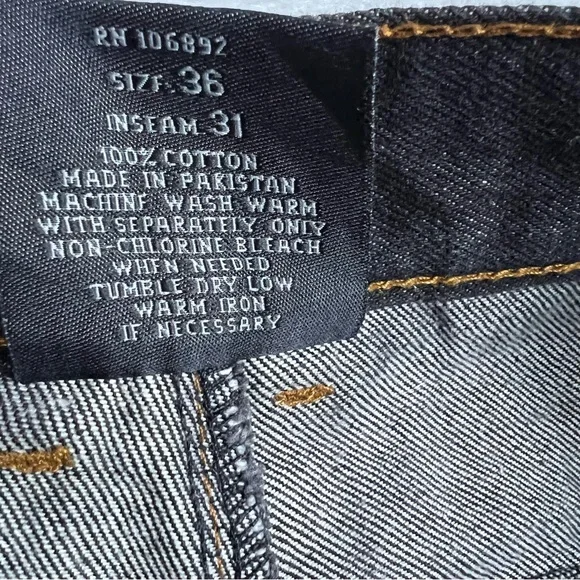 RN 106892
SIZE 36
INSEAM 31
100% COTTON
MADE IN PAKISTAN
MACHINE WASH WARM
WITH SEPARATELY ONLY
NON-CHLORINE BLEACH
WHEN NEEDED
TUMBLE DRY LOW
WARM IRON
IF NECESSARY